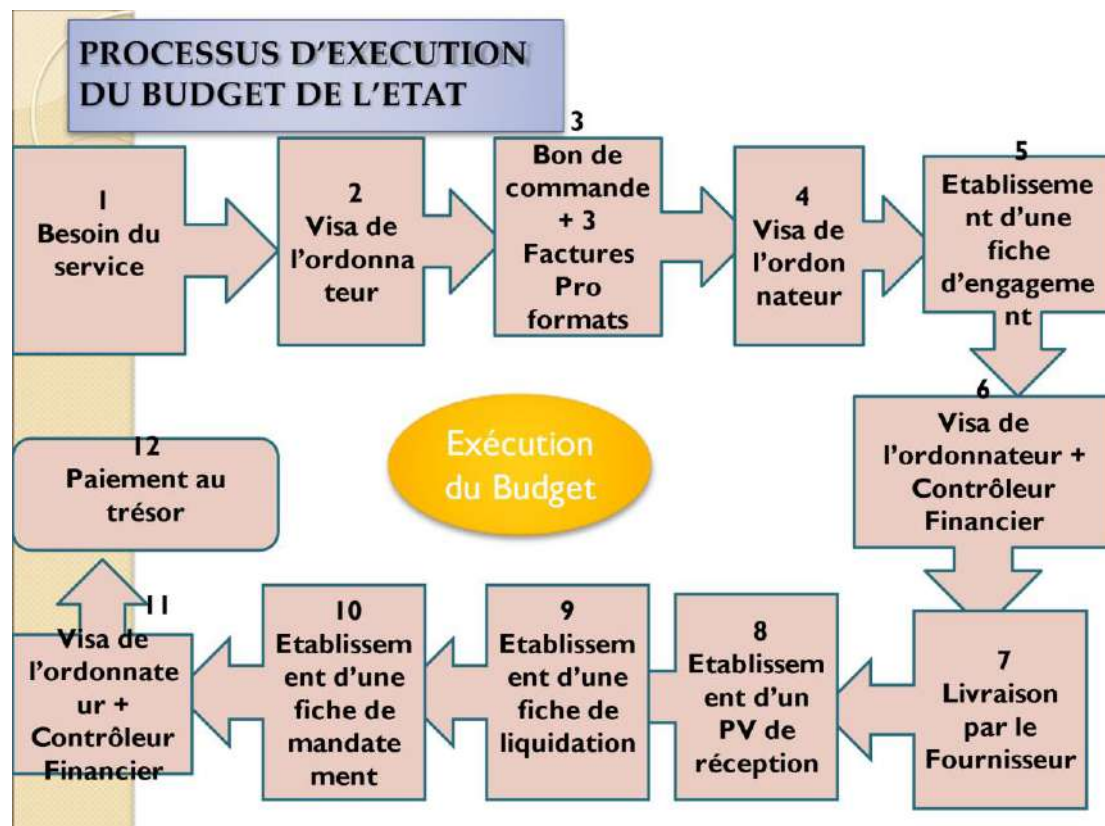 PROCESSUS D'EXECUTION
DU BUDGET DE L'ETAT
1
Besoin du
service
2
Visa de
l'ordonna
teur
3
Bon de
commande
+ 3
Factures
Pro
formats
4
Visa de
l'ordon
nateur
5
Etablisseme
nt d'une
fiche
d'engageme
nt
6
Visa de
l'ordonnateur +
Contrôleur
Financier
7
Livraison
par le
Fournisseur
8
Etablissem
ent d'un
PV de
réception
9
Etablissem
ent d'une
fiche de
liquidation
10
Etablissem
ent d'une
fiche de
mandate
ment
11
Visa de
l'ordonnate
ur +
Contrôleur
Financier
12
Paiement au
trésor
Exécution
du Budget